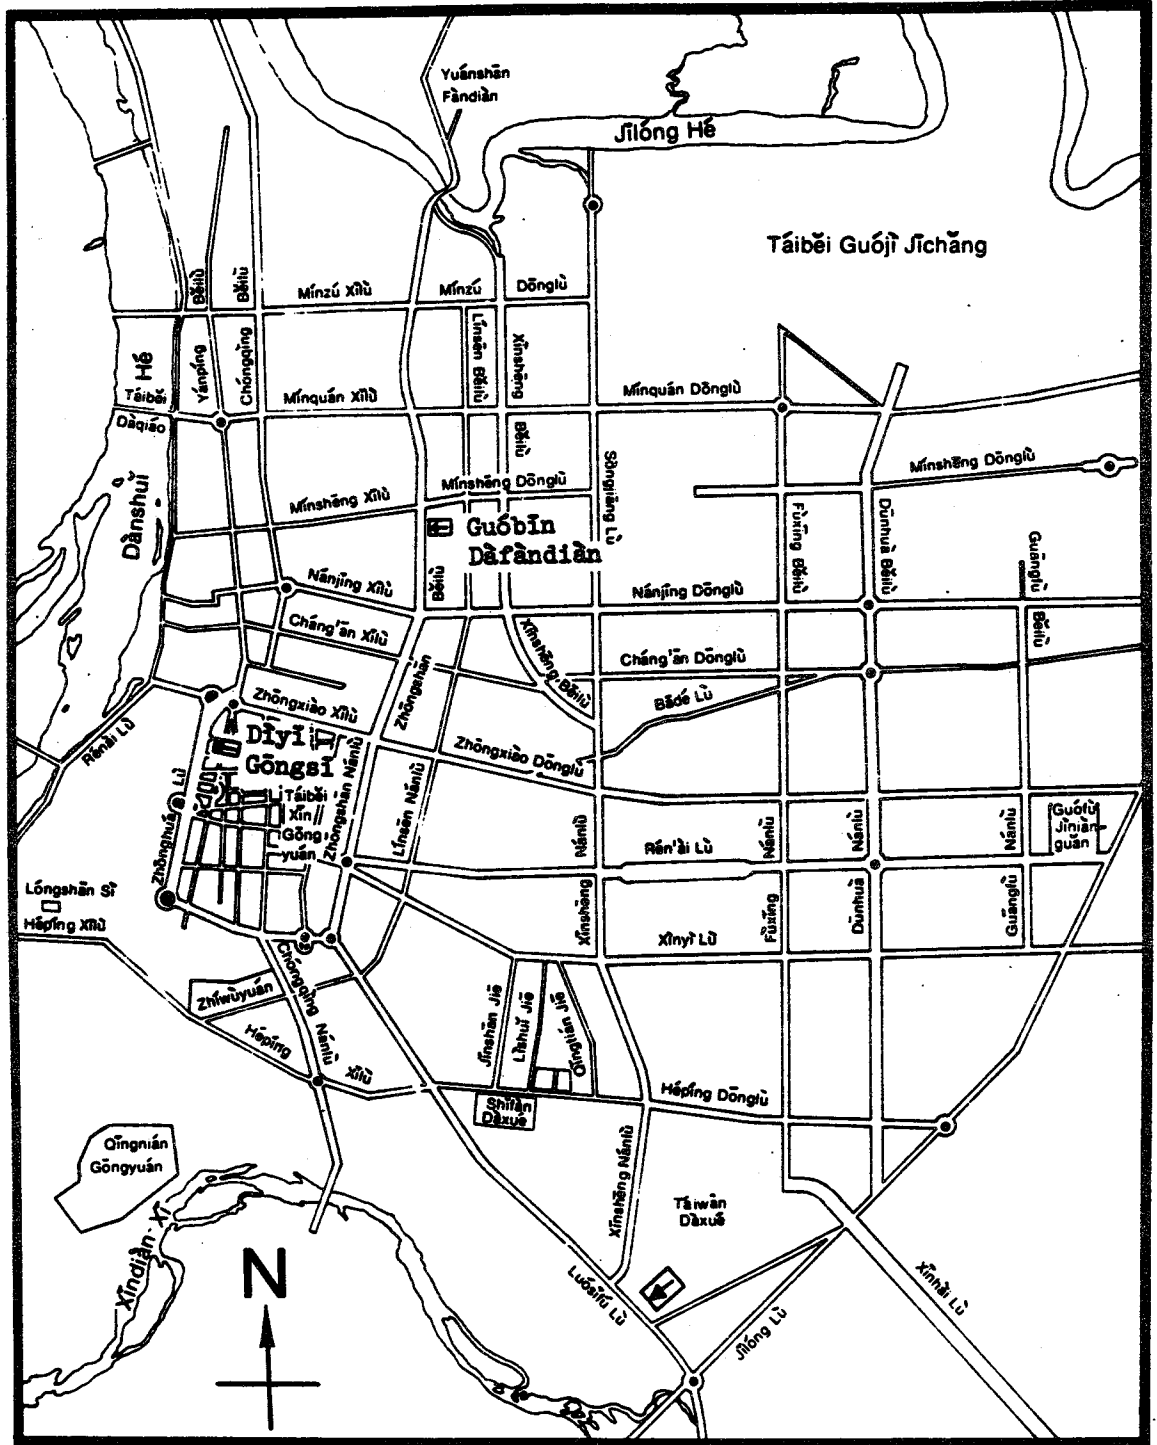 Yuánshān
Fàndiàn
Jīlóng Hé
Táiběi Guójì Jīchǎng
Běilù
Běilù
Mínzú Xīlù
Mínzú
Dōnglù
Yánpíng
Chóngqìng
Línsēn Běilù
Xīnshēng
Hé
Táiběi
Dàqiáo
Mínquán Xīlù
Mínquán Dōnglù
Běilù
Sōngjiāng Lù
Mínshēng Dōnglù
Mínshēng Dōnglù
Mínshēng Xīlù
Dànshuǐ
Guóbīn
Dàfàndiàn
Fùxīng Běilù
Dūnhuà Běilù
Guāngfù
Běilù
Nánjīng Xīlù
Běilù
Nánjīng Dōnglù
Cháng'ān Xīlù
Xīnshēng Běilù
Cháng'ān Dōnglù
Zhōngshān
Bādé Lù
Zhōngxiào Xīlù
Rénài Lù
Dìyī
Gōngsī
Zhōngxiào Dōnglù
Zhōngshān Nánlù
Línsēn Nánlù
Zhōnghuá Lù
Táiběi
Xīn
Gōng
yuán
Nánlù
Nánlù
Nánlù
Nánlù
Guófù
Jìniàn
guǎn
Rén'ài Lù
Lóngshān Sì
Hépíng Xīlù
Xīnshēng
Fùxīng
Dūnhuà
Guāngfù
Xìnyì Lù
Chóngqìng Nánlù
Zhíwùyuán
Jīnshān Jiē
Lìshuǐ Jiē
Qīngtián Jiē
Hépíng
Xīlù
Hépíng Dōnglù
Shīfàn
Dàxué
Qīngnián
Gōngyuán
Xīnshēng Nánlù
Táiwān
Dàxué
Xīndiàn Xī
N
Luósīfú Lù
Jīlóng Lù
Xīnhǎi Lù